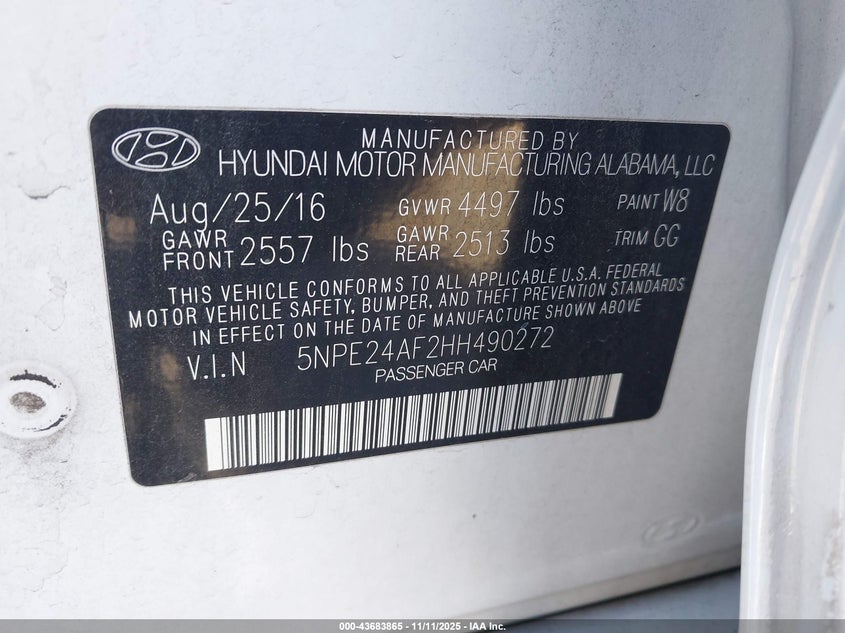 MANUFACTURED BY
HYUNDAI MOTOR MANUFACTURING ALABAMA, LLC
Aug/25/16 GVWR 4497 lbs PAINT W8
GAWR FRONT 2557 lbs GAWR REAR 2513 lbs TRIM GG
THIS VEHICLE CONFORMS TO ALL APPLICABLE U.S.A. FEDERAL
MOTOR VEHICLE SAFETY, BUMPER, AND THEFT PREVENTION STANDARDS
IN EFFECT ON THE DATE OF MANUFACTURE SHOWN ABOVE
V.I.N 5NPE24AF2HH490272
PASSENGER CAR
000-43683865 - 11/11/2025 - IAA Inc.